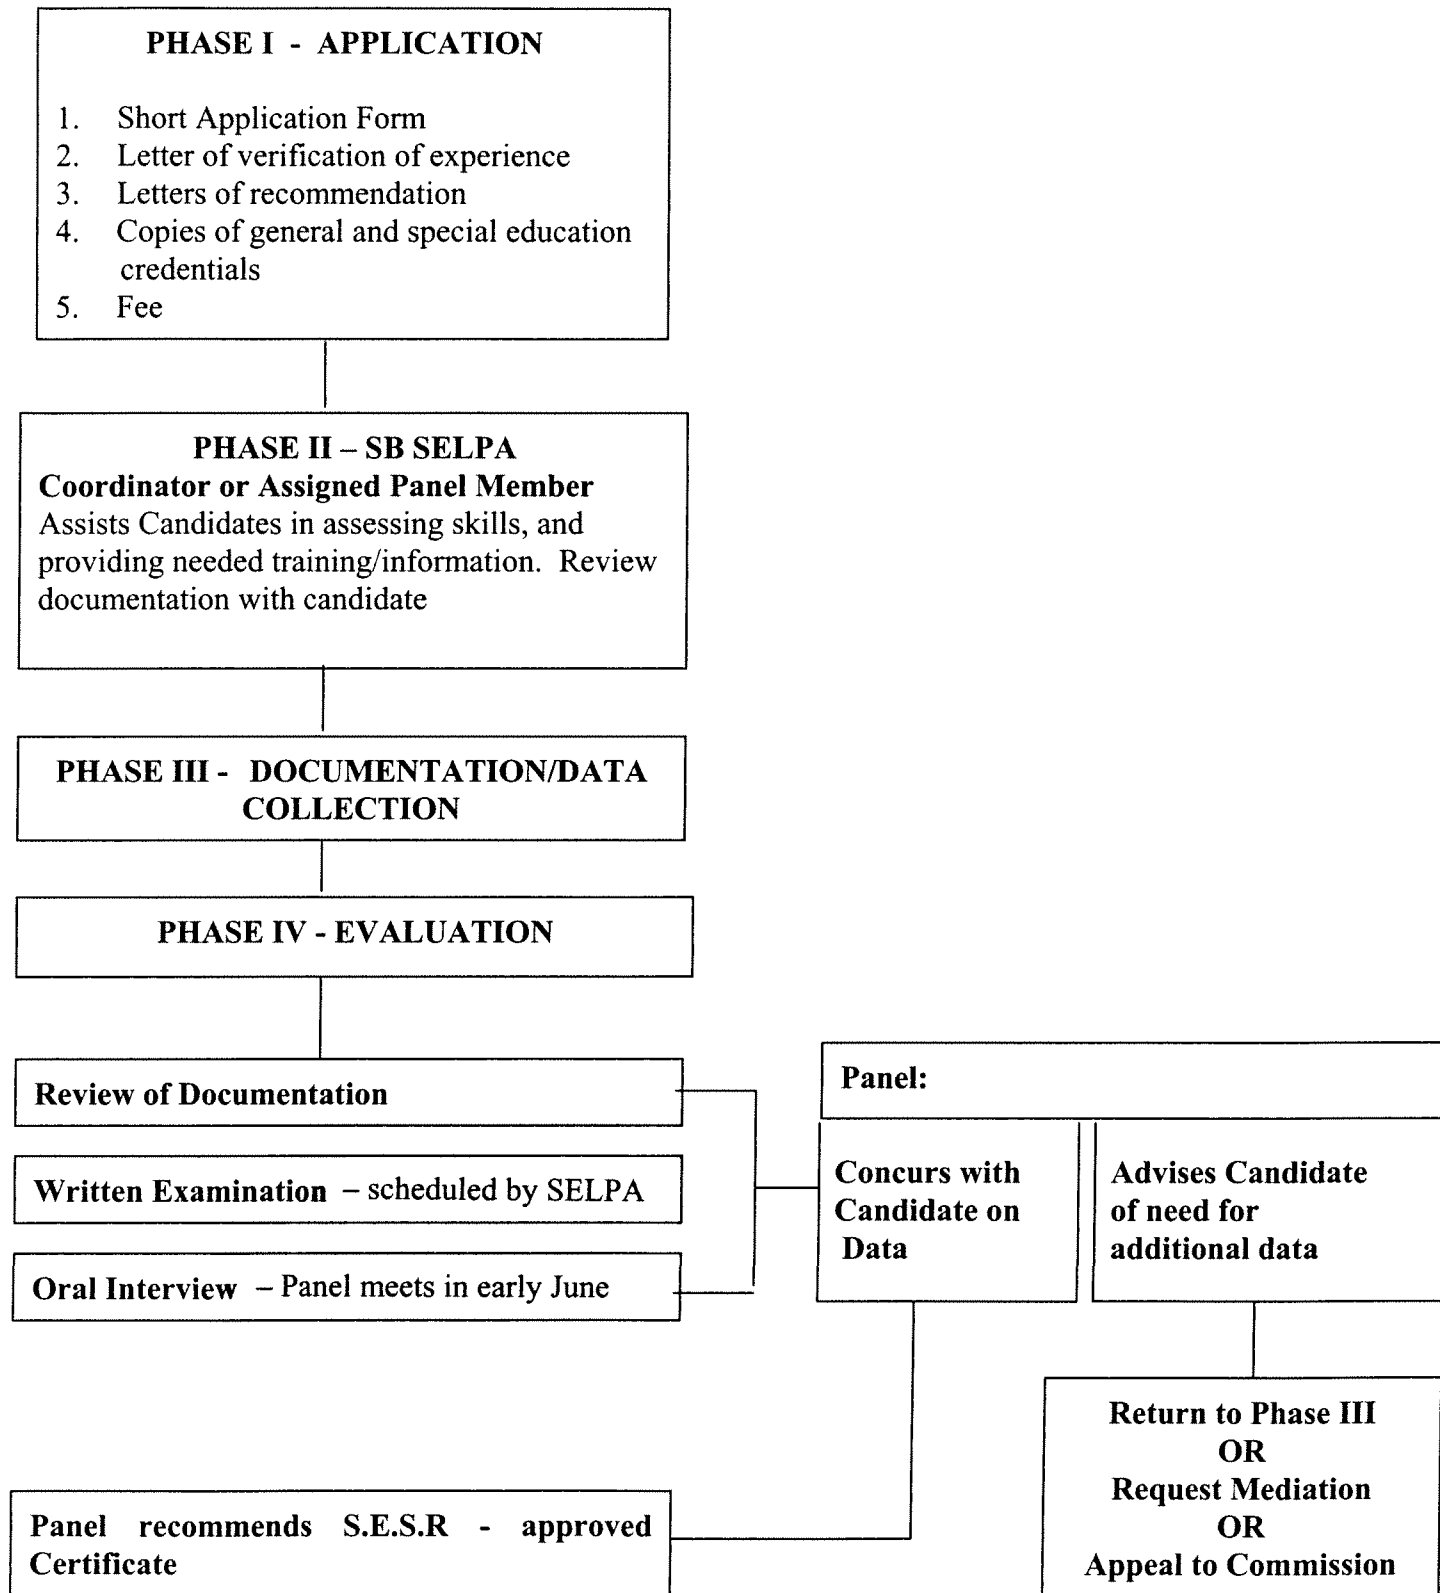 PHASE I - APPLICATION
1. Short Application Form
2. Letter of verification of experience
3. Letters of recommendation
4. Copies of general and special education
credentials
5. Fee
PHASE II – SB SELPA
Coordinator or Assigned Panel Member
Assists Candidates in assessing skills, and
providing needed training/information. Review
documentation with candidate
PHASE III - DOCUMENTATION/DATA
COLLECTION
PHASE IV - EVALUATION
Review of Documentation
Written Examination – scheduled by SELPA
Oral Interview – Panel meets in early June
Panel:
Concurs with
Candidate on
Data
Advises Candidate
of need for
additional data
Return to Phase III
OR
Request Mediation
OR
Appeal to Commission
Panel recommends S.E.S.R - approved
Certificate